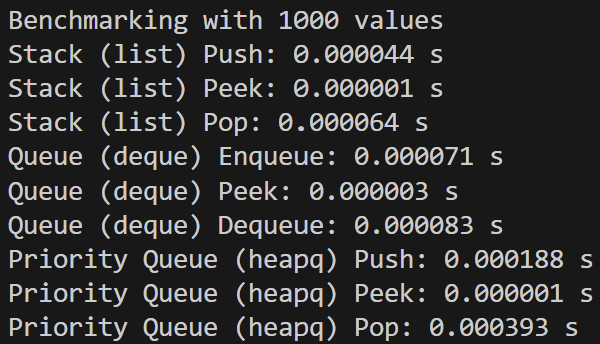 Benchmarking with 1000 values
Stack (list) Push: 0.000044 s
Stack (list) Peek: 0.000001 s
Stack (list) Pop: 0.000064 s
Queue (deque) Enqueue: 0.000071 s
Queue (deque) Peek: 0.000003 s
Queue (deque) Dequeue: 0.000083 s
Priority Queue (heapq) Push: 0.000188 s
Priority Queue (heapq) Peek: 0.000001 s
Priority Queue (heapq) Pop: 0.000393 s